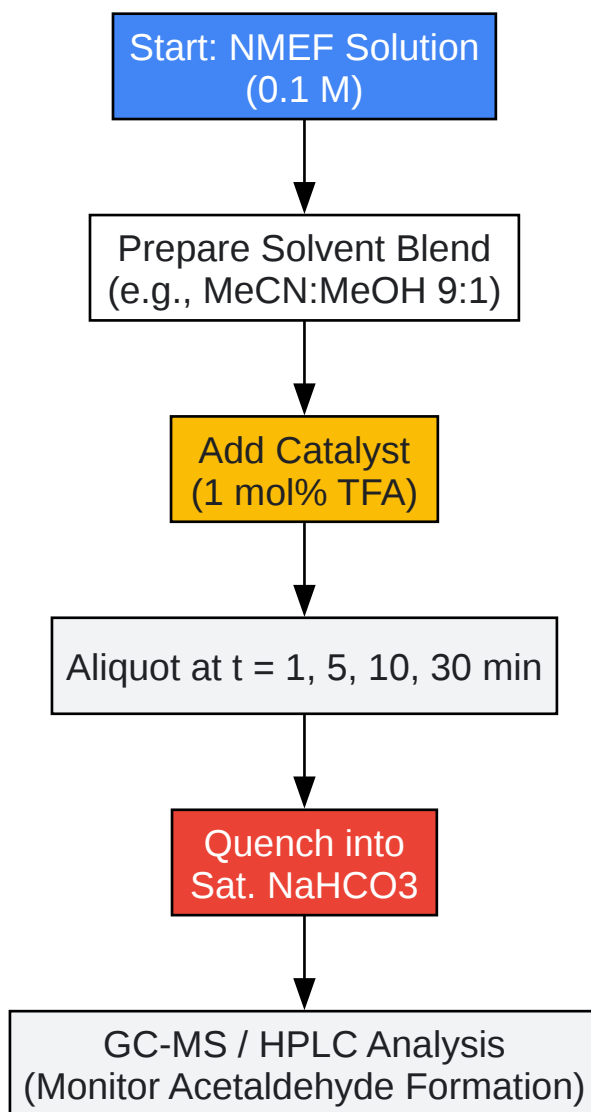 Start: NMEF Solution
(0.1 M)
Prepare Solvent Blend
(e.g., MeCN:MeOH 9:1)
Add Catalyst
(1 mol% TFA)
Aliquot at t = 1, 5, 10, 30 min
Quench into
Sat. NaHCO3
GC-MS / HPLC Analysis
(Monitor Acetaldehyde Formation)